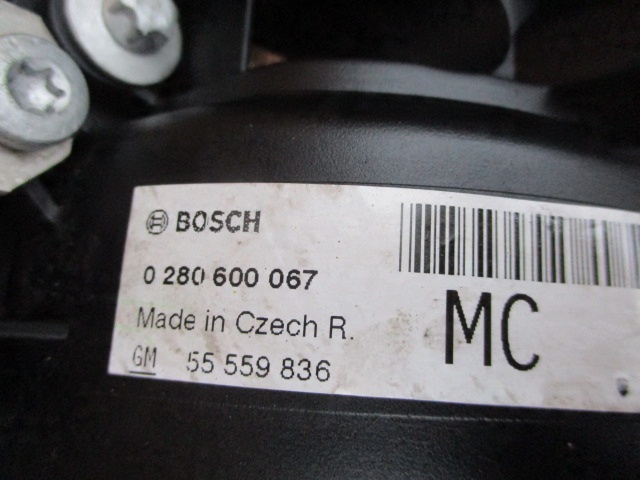 BOSCH
0 280 600 067
Made in Czech R.
GM 55 559 836
MC